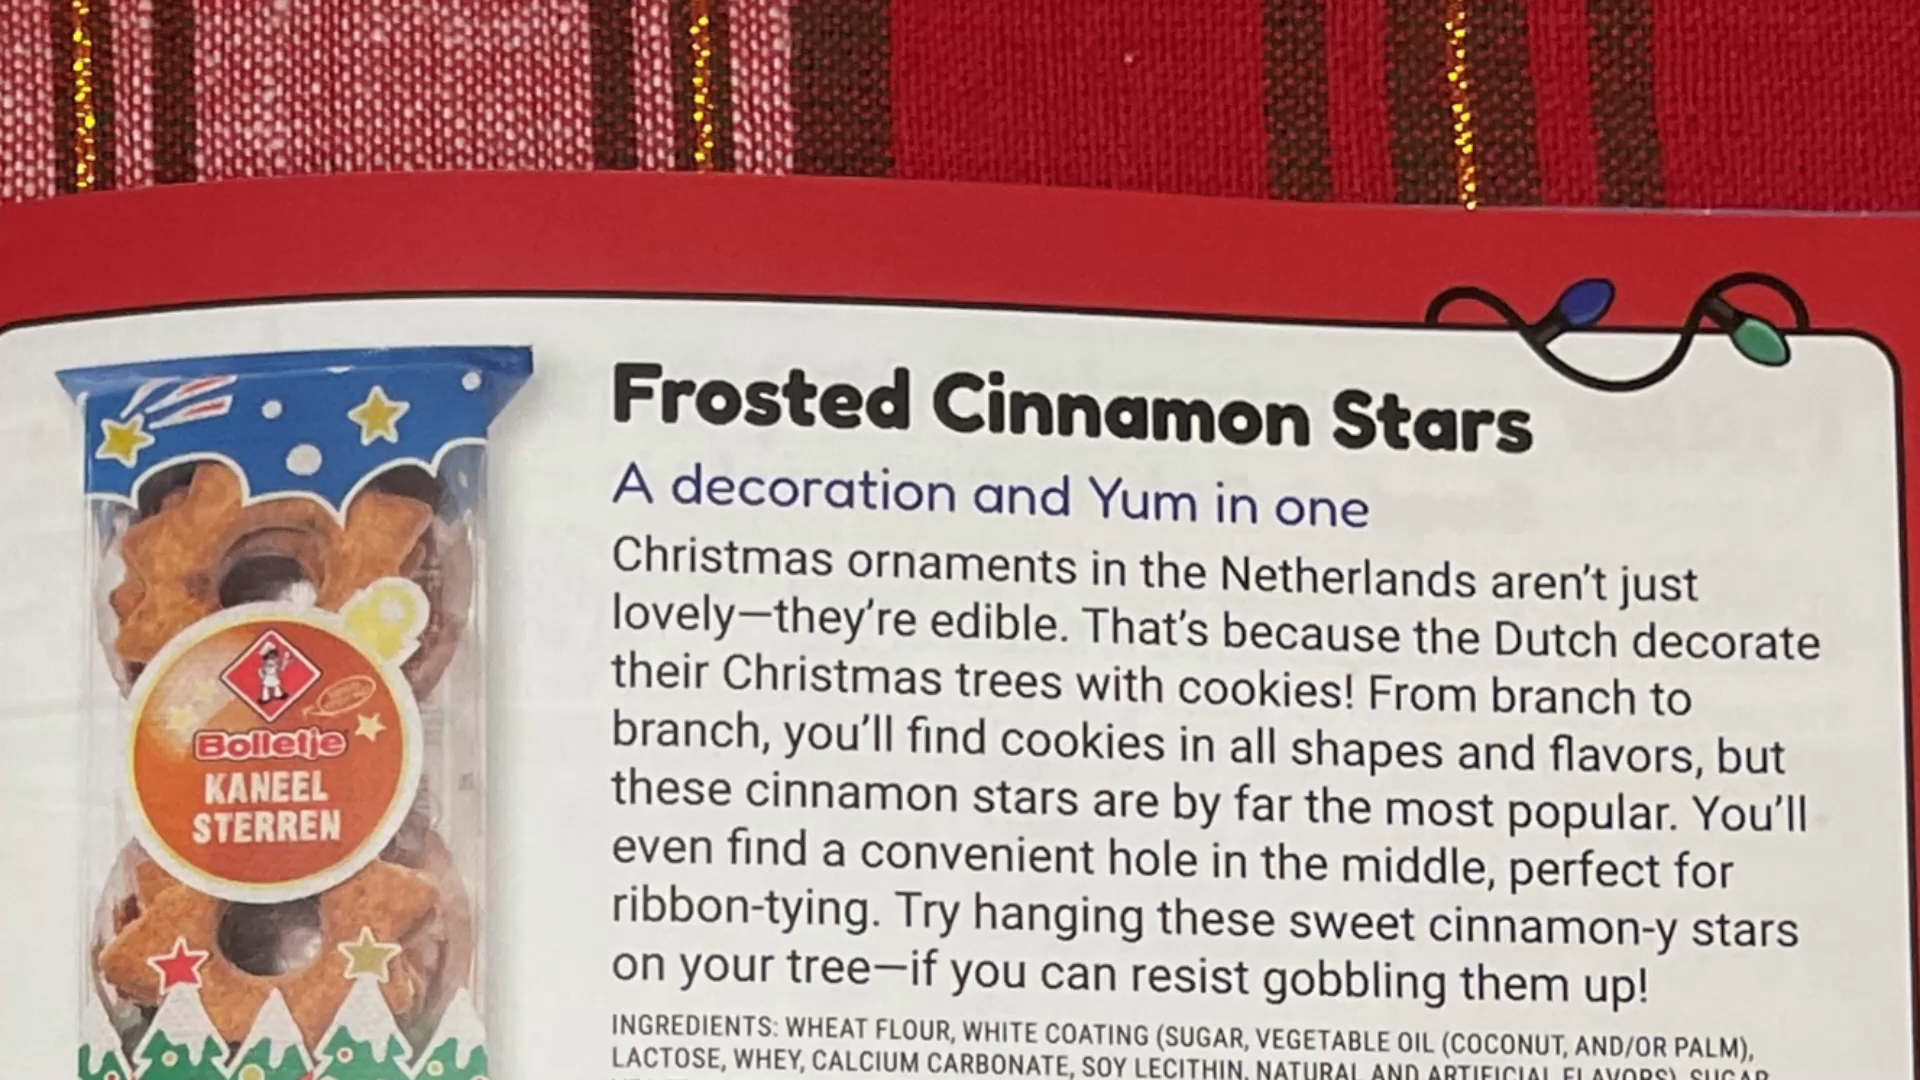 Frosted Cinnamon Stars
A decoration and Yum in one
Christmas ornaments in the Netherlands aren't just
lovely—they're edible. That's because the Dutch decorate
their Christmas trees with cookies! From branch to
branch, you'll find cookies in all shapes and flavors, but
these cinnamon stars are by far the most popular. You'll
even find a convenient hole in the middle, perfect for
ribbon-tying. Try hanging these sweet cinnamon-y stars
on your tree—if you can resist gobbling them up!
INGREDIENTS: WHEAT FLOUR, WHITE COATING (SUGAR, VEGETABLE OIL (COCONUT, AND/OR PALM),
LACTOSE, WHEY, CALCIUM CARBONATE, SOY LECITHIN, NATURAL AND ARTIFICIAL FLAVORS), SUGAR,
Bolletje
KANEEL
STERREN